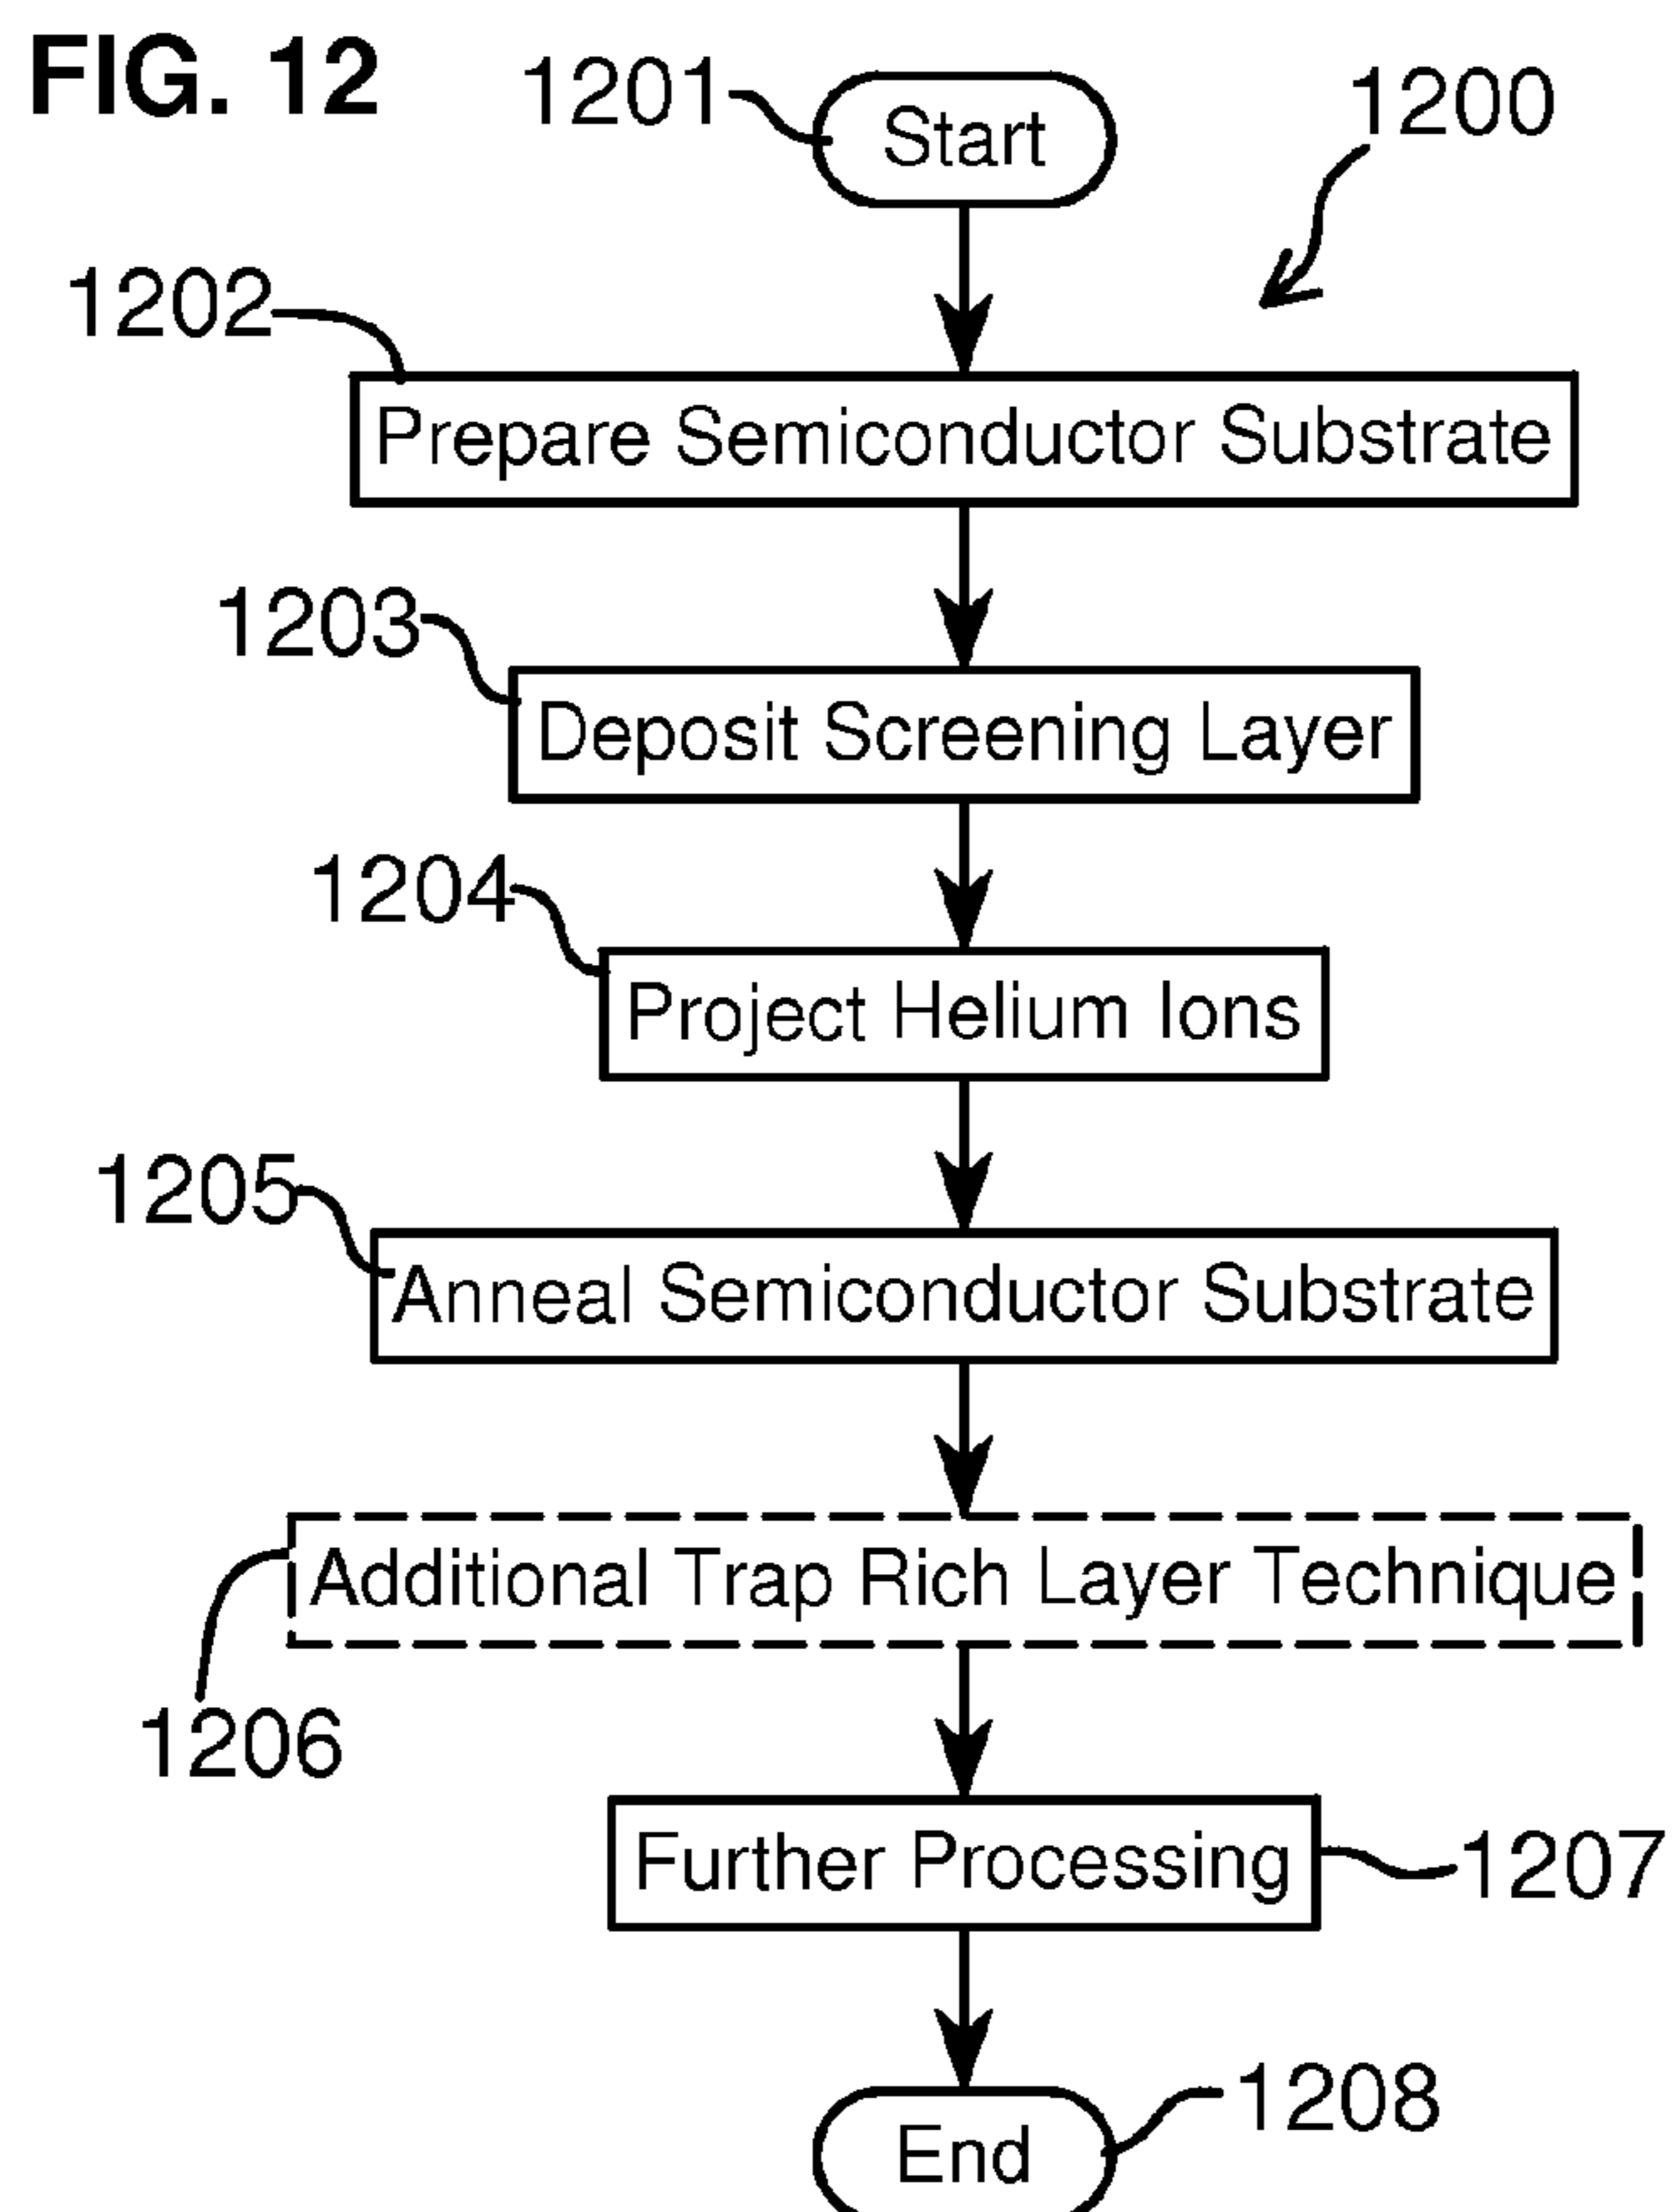 FIG. 12
1201
Start
1200
1202
Prepare Semiconductor Substrate
1203
Deposit Screening Layer
1204
Project Helium Ions
1205
Anneal Semiconductor Substrate
Additional Trap Rich Layer Technique
1206
Further Processing
1207
1208
End